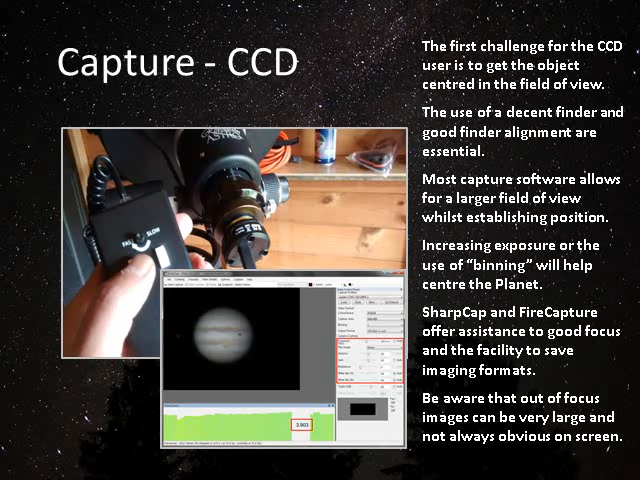 Capture - CCD
The first challenge for the CCD
user is to get the object
centred in the field of view.
The use of a decent finder and
good finder alignment are
essential.
Most capture software allows
for a larger field of view
whilst establishing position.
Increasing exposure or the
use of “binning” will help
centre the Planet.
SharpCap and FireCapture
offer assistance to good focus
and the facility to save
imaging formats.
Be aware that out of focus
images can be very large and
not always obvious on screen.
FAST SLOW
3.903